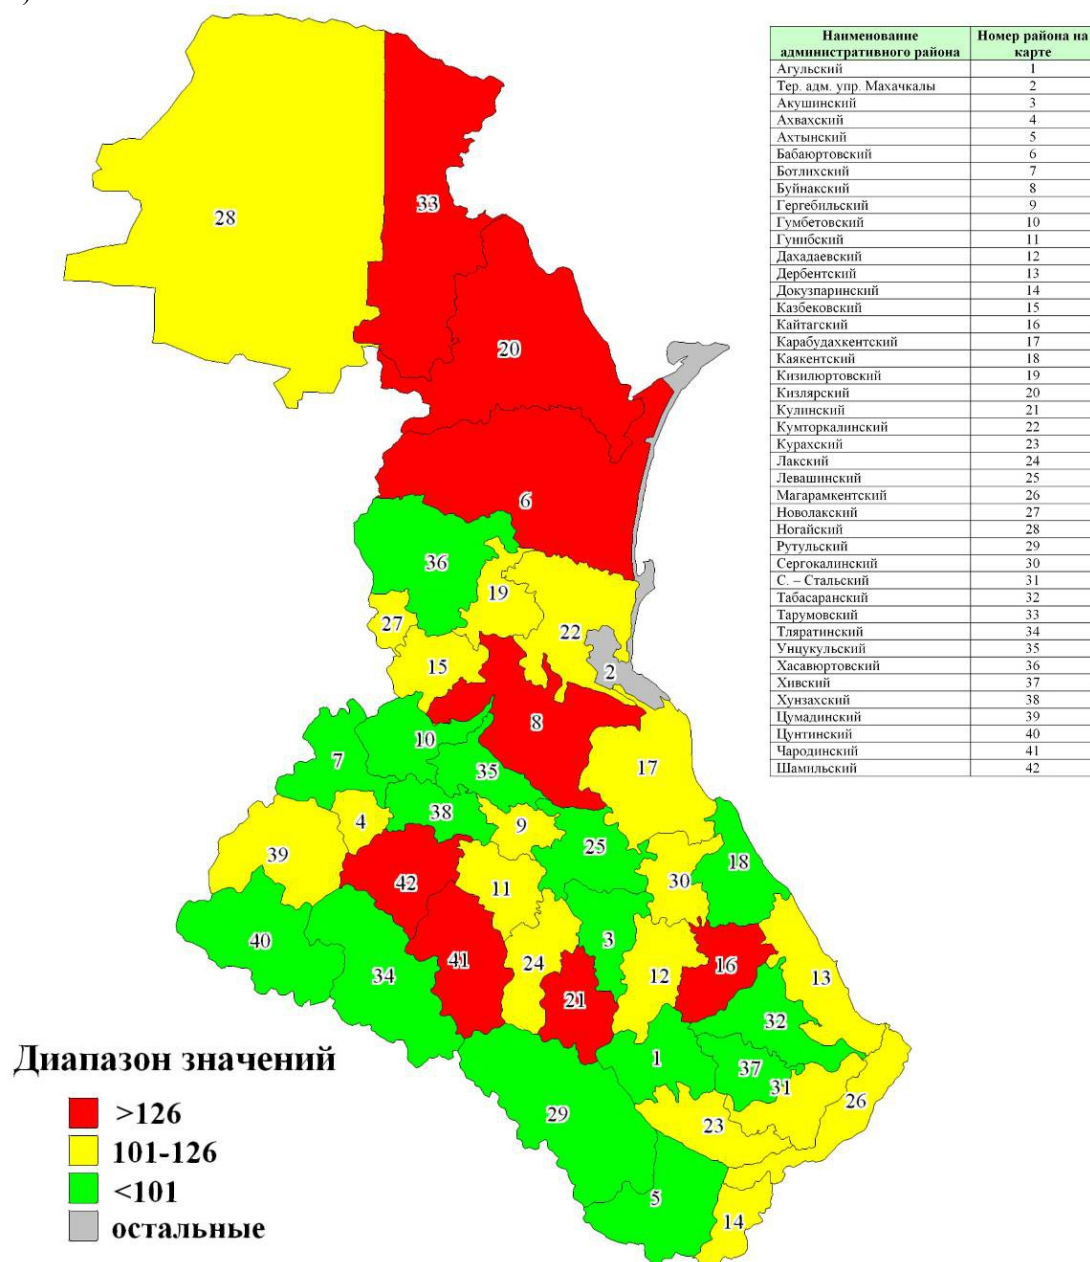 )
Наименование административного района	Номер района на карте
Агульский	1
Тер. адм. упр. Махачкалы	2
Акушинский	3
Ахвахский	4
Ахтынский	5
Бабаюртовский	6
Ботлихский	7
Буйнакский	8
Гергебильский	9
Гумбетовский	10
Гунибский	11
Дахадаевский	12
Дербентский	13
Докузпаринский	14
Казбековский	15
Кайтагский	16
Карабудахкентский	17
Каякентский	18
Кизилюртовский	19
Кизлярский	20
Кулинский	21
Кумторкалинский	22
Курахский	23
Лакский	24
Левашинский	25
Магарамкентский	26
Новолакский	27
Ногайский	28
Рутульский	29
Сергокалинский	30
С. – Стальский	31
Табасаранский	32
Тарумовский	33
Тляратинский	34
Унцукульский	35
Хасавюртовский	36
Хивский	37
Хунзахский	38
Цумадинский	39
Цунтинский	40
Чародинский	41
Шамильский	42
33
28
20
6
36
19
27
22
15
2
8
10
7
35
17
38
4
9
25
39
18
42
30
11
40
3
24
41
16
34
12
13
21
32
1
37
31
26
29
23
5
14
Диапазон значений
>126
101-126
<101
остальные